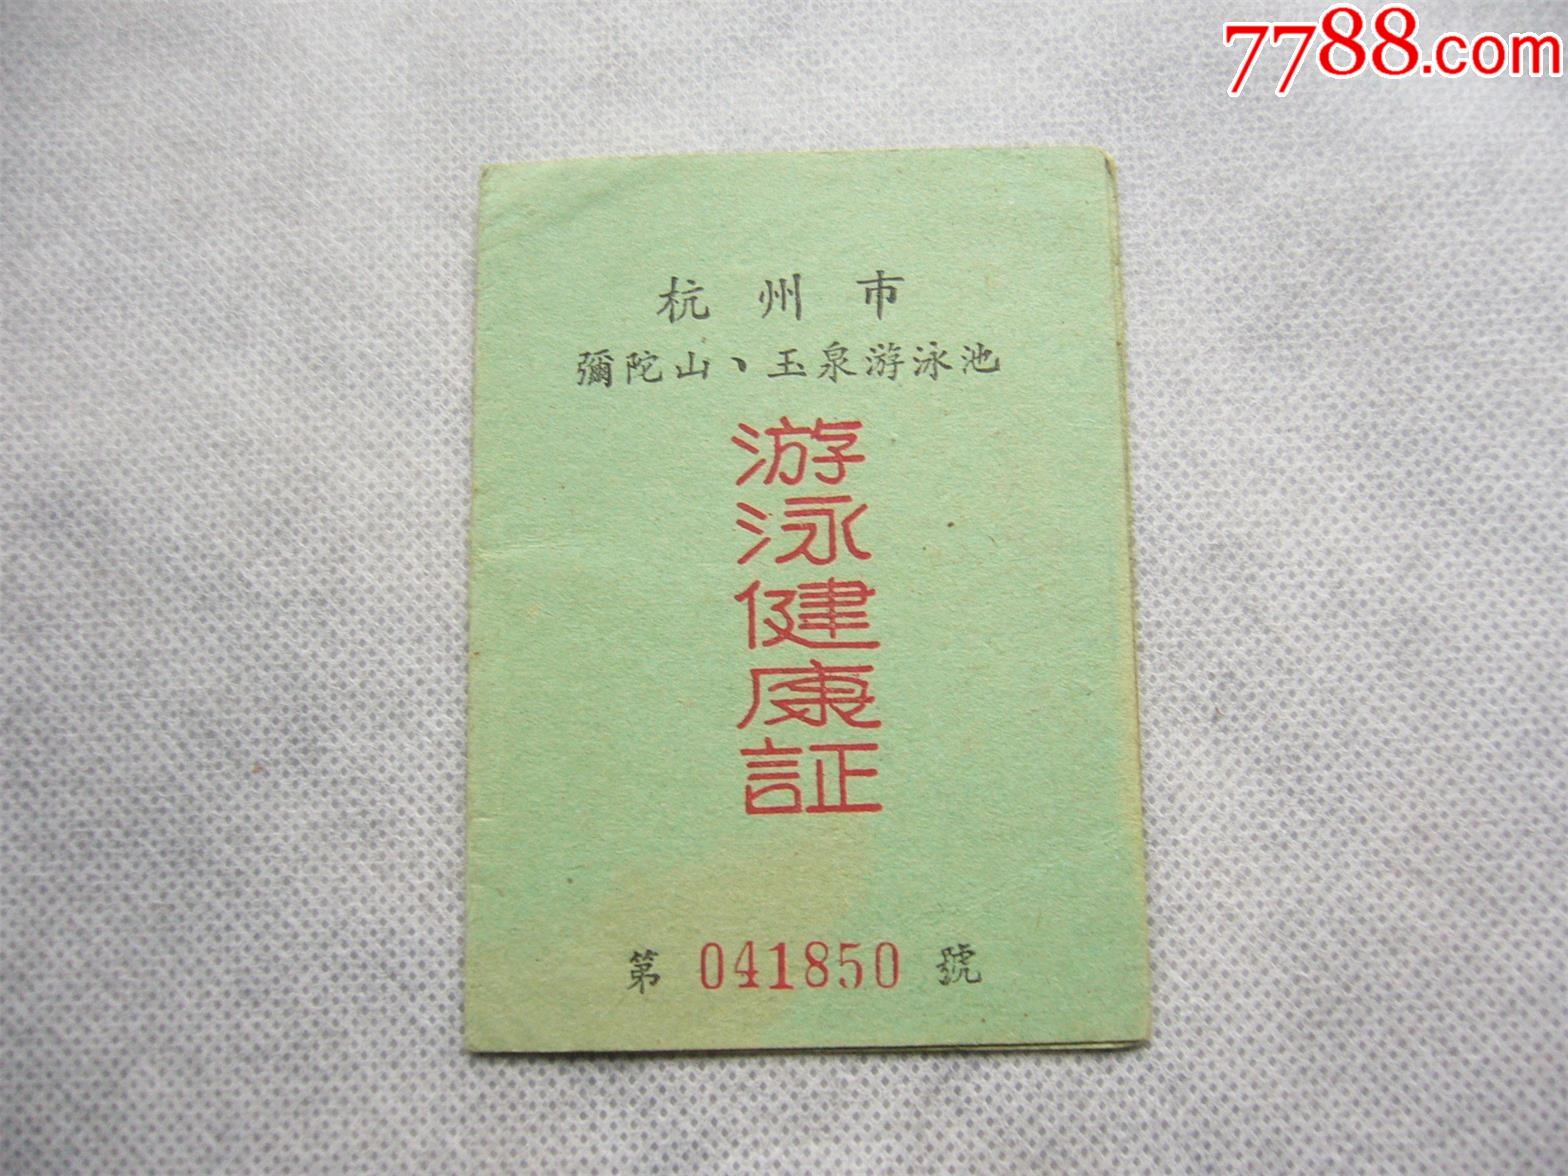 7788.com
杭州市
彌陀山、玉泉游泳池
游泳健康証
第 041850 號